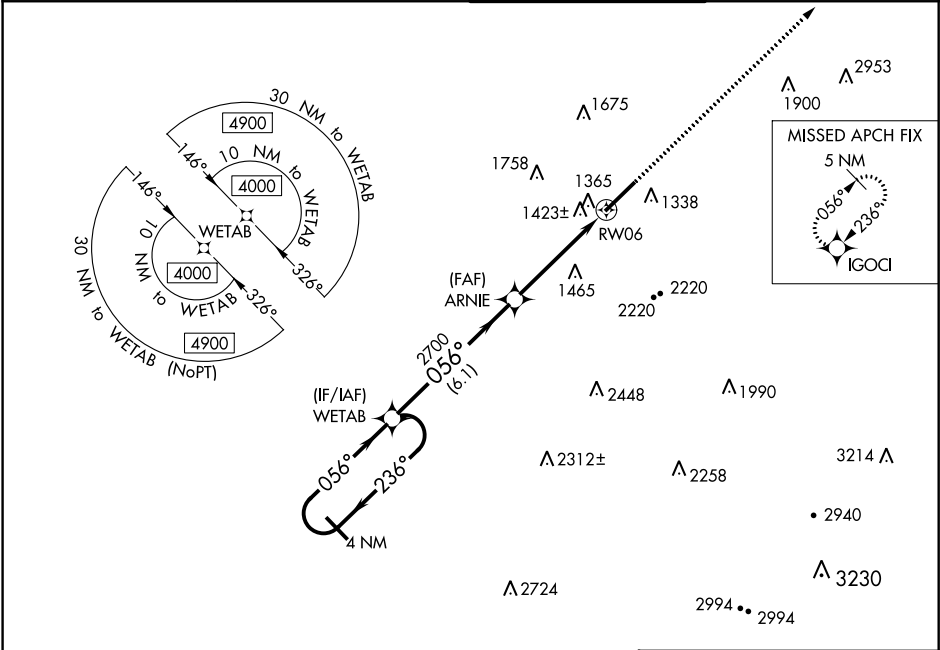 30 NM to WETAB
4900
146°
10 NM to WETAB
4000
326°
WETAB
146°
10 NM to WETAB
4000
326°
30 NM to WETAB (NoPT)
4900
1675
1758
1365
1423±
1338
RW06
1900
2953
MISSED APCH FIX
5 NM
056°
236°
IGOCI
(FAF)
ARNIE
1465
2220
2220
2700
056°
(6.1)
(IF/IAF)
WETAB
2448
1990
056°
236°
4 NM
2312±
2258
3214
2940
3230
2724
2994
2994